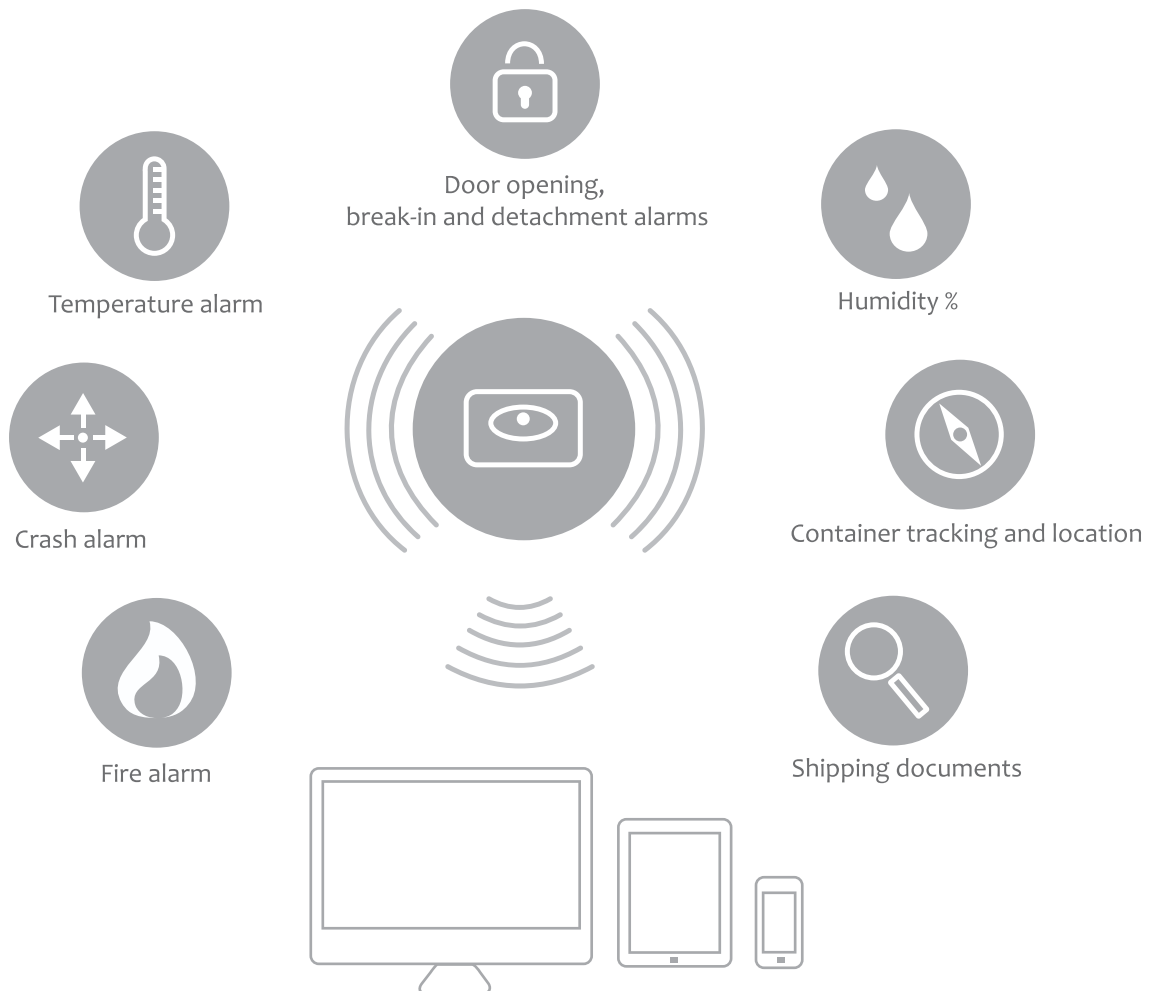 Door opening,
break-in and detachment alarms
Temperature alarm
Humidity %
Crash alarm
Container tracking and location
Fire alarm
Shipping documents